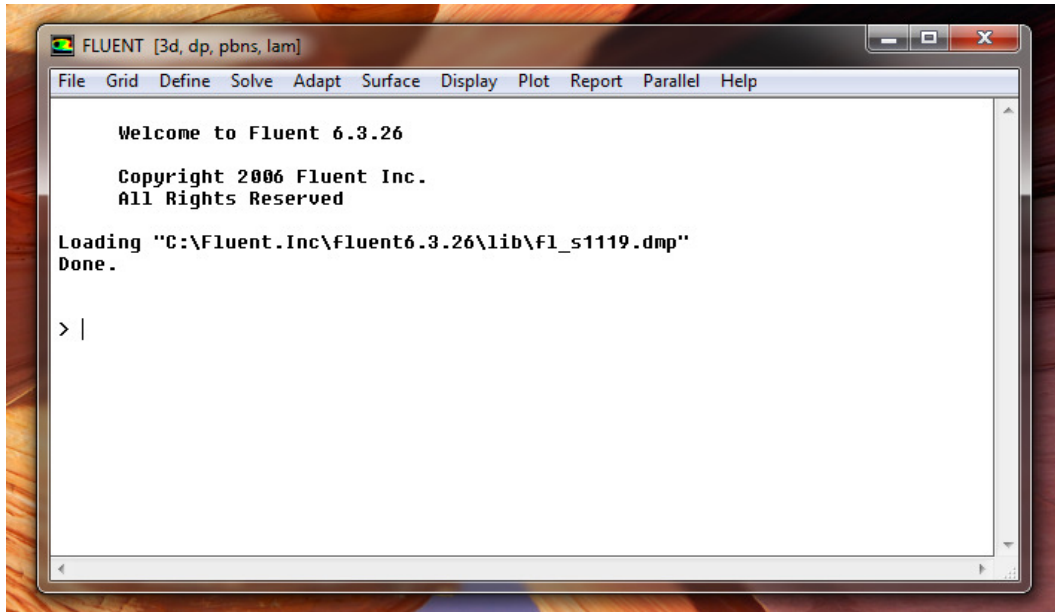 FLUENT [3d, dp, pbns, lam]
File Grid Define Solve Adapt Surface Display Plot Report Parallel Help
Welcome to Fluent 6.3.26
Copyright 2006 Fluent Inc.
All Rights Reserved
Loading "C:\Fluent.Inc\fluent6.3.26\lib\fl_s1119.dmp"
Done.
>